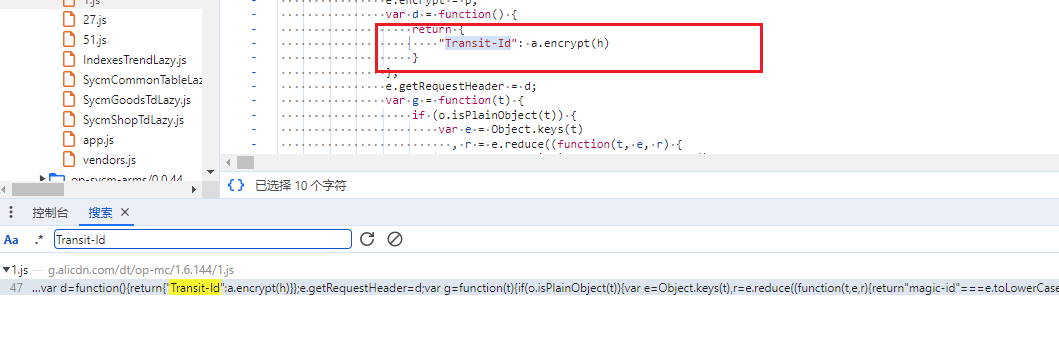 1.js
27.js
51.js
IndexesTrendLazy.js
SycmCommonTableLaz
SycmGoodsTdLazy.js
SycmShopTdLazy.js
app.js
vendors.js
op-sycm-arms/0.0.44
e.encrypt = p;
var d = function() {
return {
"Transit-Id": a.encrypt(h)
}
};
e.getRequestHeader = d;
var g = function(t) {
if (o.isPlainObject(t)) {
var e = Object.keys(t)
, r = e.reduce((function(t, e, r) {
{} 已选择 10 个字符
控制台 搜索 ×
Aa .* Transit-Id
1.js — g.alicdn.com/dt/op-mc/1.6.144/1.js
47 …var d=function(){return{"Transit-Id":a.encrypt(h)}};e.getRequestHeader=d;var g=function(t){if(o.isPlainObject(t)){var e=Object.keys(t),r=e.reduce((function(t,e,r){return"magic-id"===e.toLowerCase